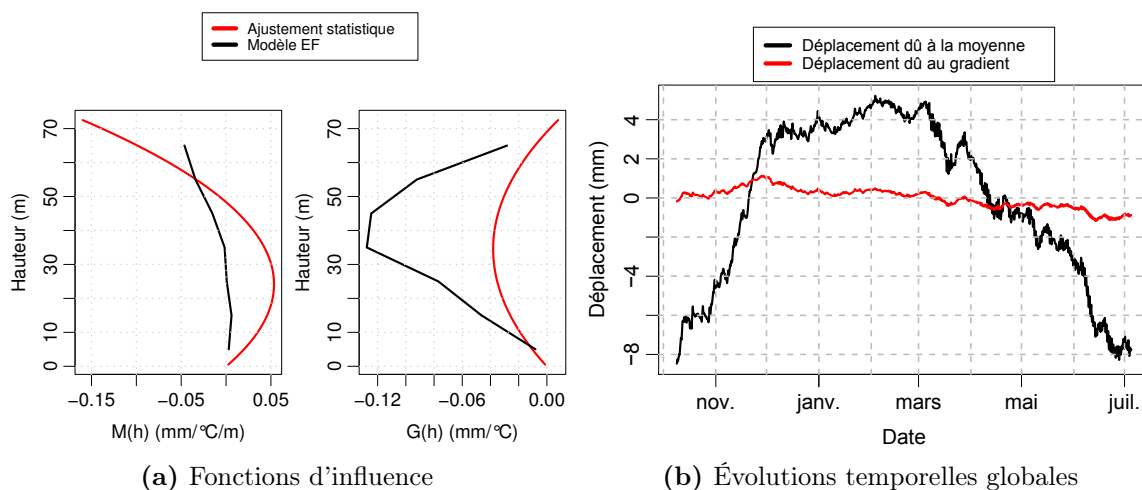 Ajustement statistique
Modèle EF
Hauteur (m)
0 10 30 50 70
−0.15 −0.05 0.05
M(h) (mm/°C/m)
Hauteur (m)
0 10 30 50 70
−0.12 −0.06 0.00
G(h) (mm/°C)
(a) Fonctions d'influence
Déplacement dû à la moyenne
Déplacement dû au gradient
Déplacement (mm)
−8 −4 0 2 4
nov. janv. mars mai juil.
Date
(b) Évolutions temporelles globales